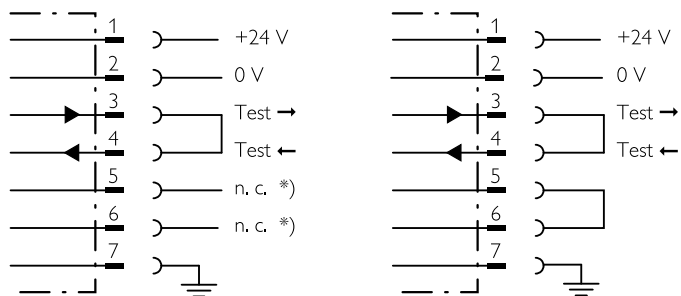 1
+24 V
2
0 V
3
Test →
4
Test ←
5
n. c. *)
6
n. c. *)
7
1
+24 V
2
0 V
3
Test →
4
Test ←
5
6
7